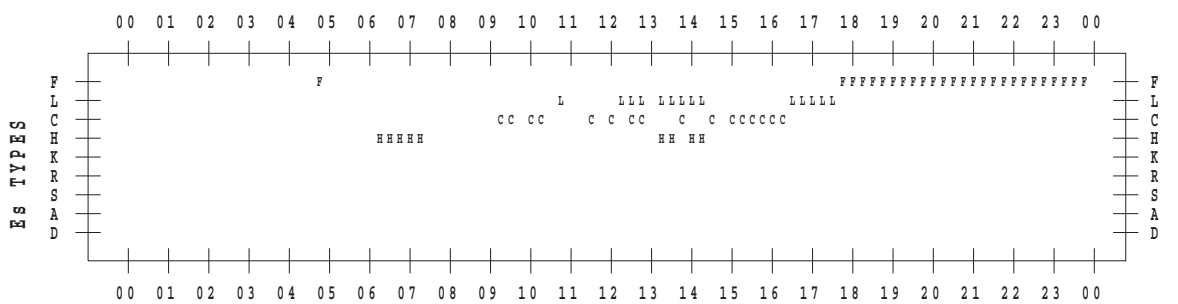 00 01 02 03 04 05 06 07 08 09 10 11 12 13 14 15 16 17 18 19 20 21 22 23 00
F F FFFFFFFFFFFFFFFFFFFFFFFFF F
L L LLL LLLLL LLLLL L
C CC CC C C CC C C CCCCCC C
H HHHHH HH HH H
K K
R R
S S
A A
D D
Es TYPES
00 01 02 03 04 05 06 07 08 09 10 11 12 13 14 15 16 17 18 19 20 21 22 23 00